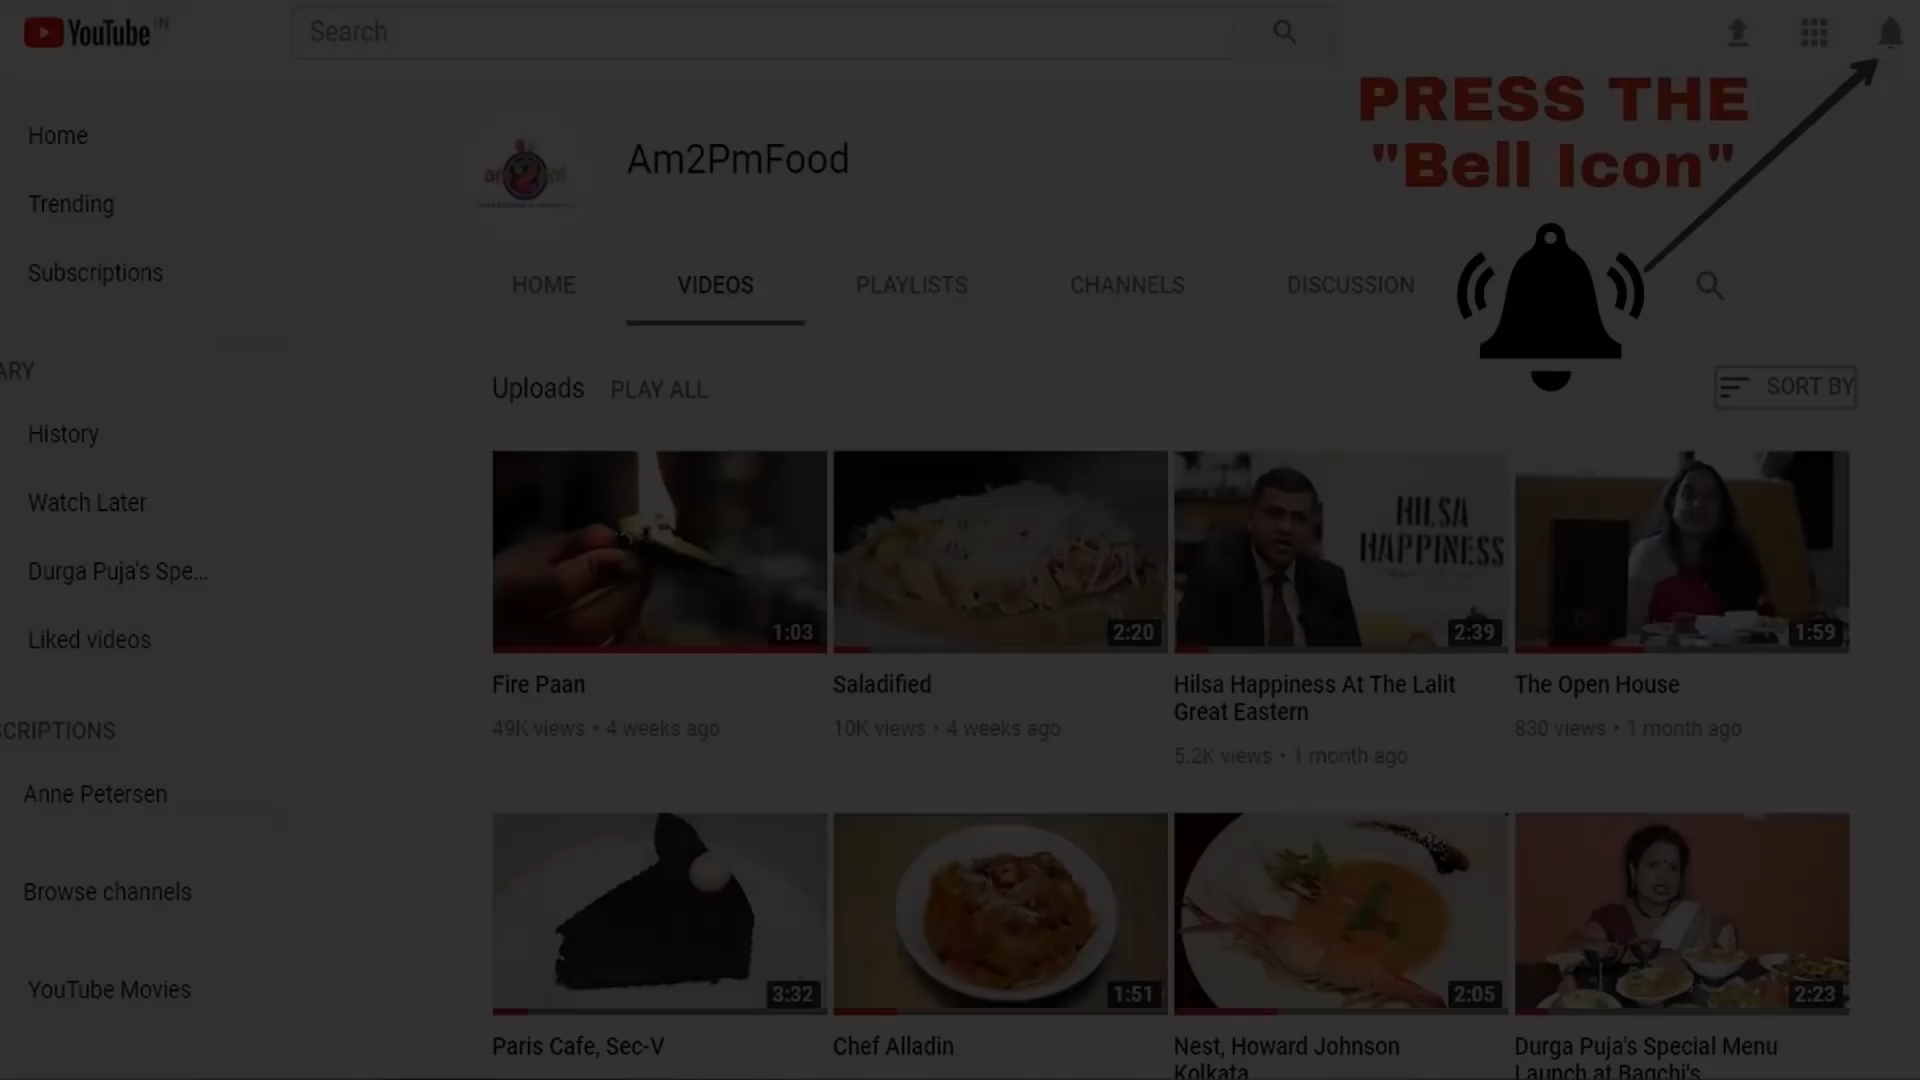 YouTube IN
Search
PRESS THE
"Bell Icon"
Home
Trending
Subscriptions
ARY
History
Watch Later
Durga Puja's Spe...
Liked videos
SCRIPTIONS
Anne Petersen
Browse channels
YouTube Movies
am2pm
Am2PmFood
HOME VIDEOS PLAYLISTS CHANNELS DISCUSSION
Uploads PLAY ALL SORT BY
HILSA
HAPPINESS
1:03 2:20 2:39 1:59
Fire Paan
49K views • 4 weeks ago
Saladified
10K views • 4 weeks ago
Hilsa Happiness At The Lalit
Great Eastern
5.2K views • 1 month ago
The Open House
830 views • 1 month ago
3:32 1:51 2:05 2:23
Paris Cafe, Sec-V
Chef Alladin
Nest, Howard Johnson
Kolkata
Durga Puja's Special Menu
Launch at Bagchi's